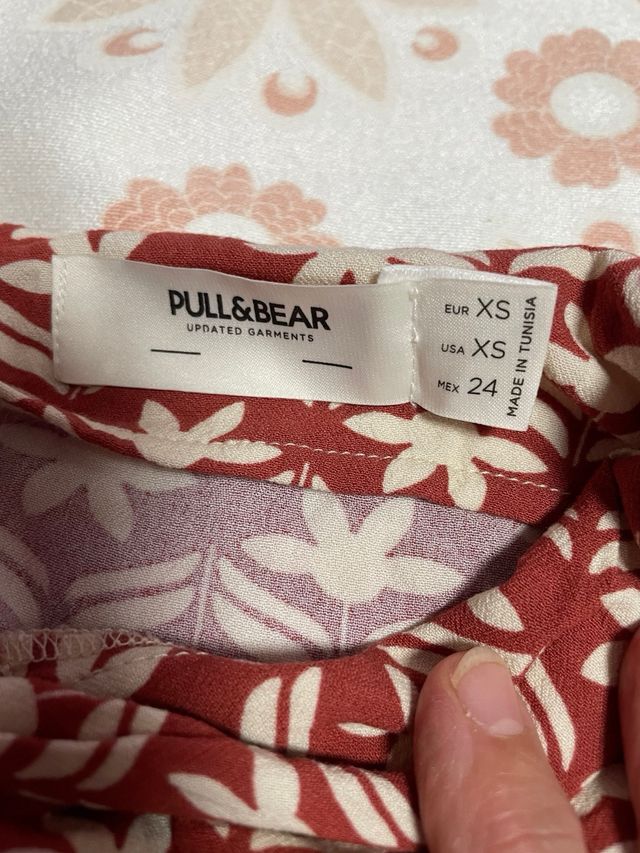 PULL&BEAR
UPDATED GARMENTS
EUR XS
USA XS
MEX 24
MADE IN TUNISIA